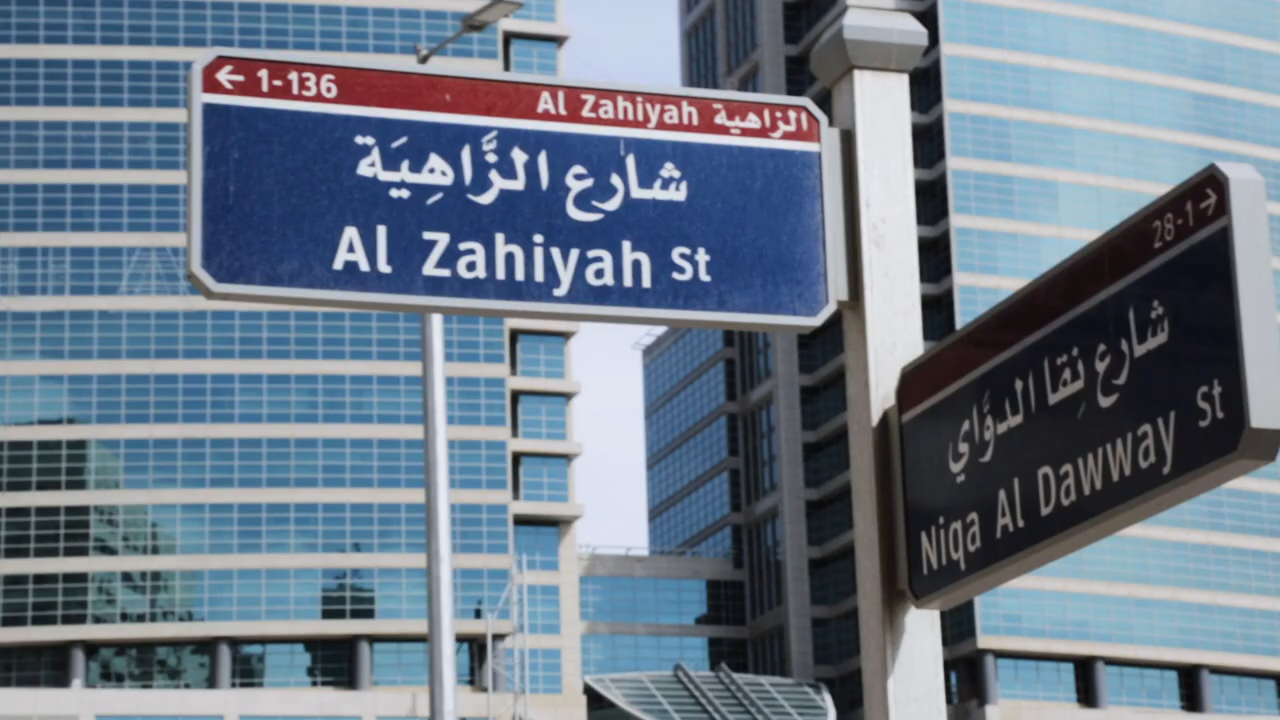 ← 1-136
Al Zahiyah الزاهية
شارع الزَّاهِيَة
Al Zahiyah St
28-1 →
شارع نِقا الدوَّاي
Niqa Al Dawway St